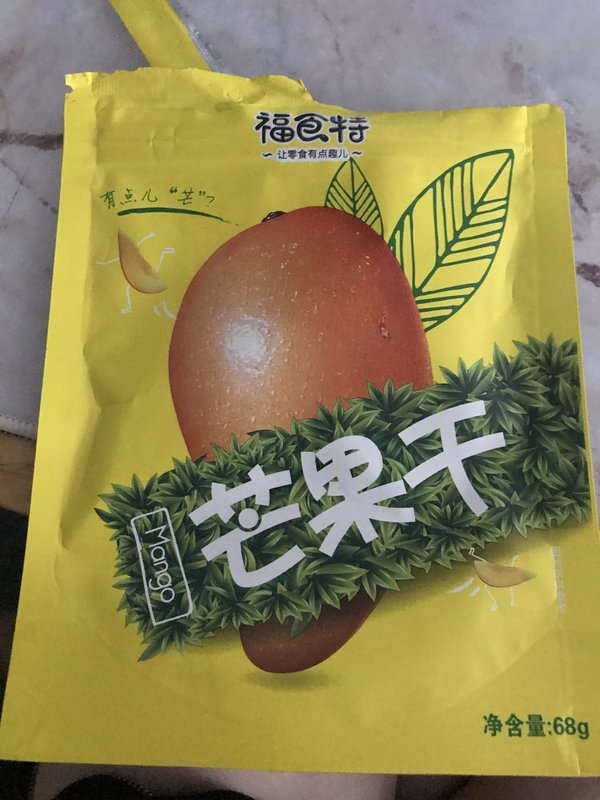 福食特
～让零食有点趣儿～
有点儿“芒”
芒果干
Mango
净含量:68g